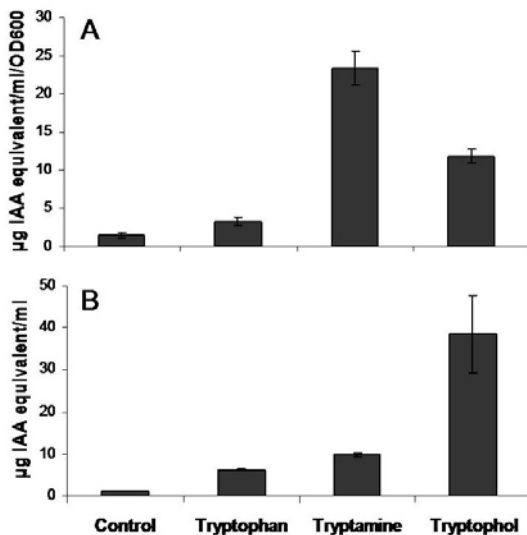 A
µg IAA equivalent/ml/OD600
30
25
20
15
10
5
0
B
µg IAA equivalent/ml
50
40
30
20
10
0
Control Tryptophan Tryptamine Tryptophol